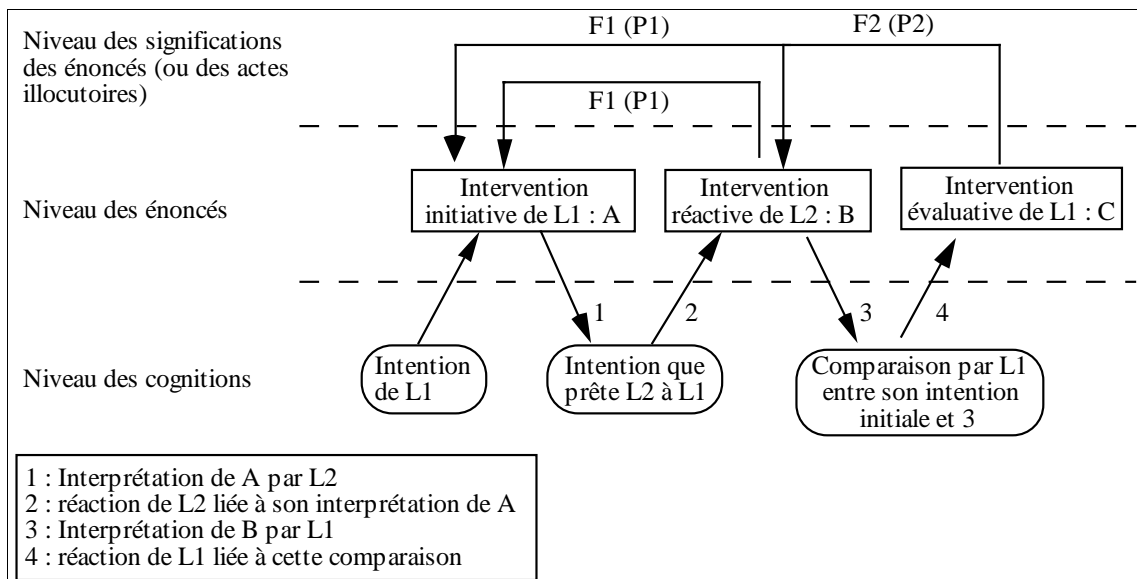 Niveau des significations
des énoncés (ou des actes
illocutoires)
F1 (P1)
F2 (P2)
F1 (P1)
Niveau des énoncés
Intervention
initiative de L1 : A
Intervention
réactive de L2 : B
Intervention
évaluative de L1 : C
1
2
3
4
Niveau des cognitions
Intention
de L1
Intention que
prête L2 à L1
Comparaison par L1
entre son intention
initiale et 3
1 : Interprétation de A par L2
2 : réaction de L2 liée à son interprétation de A
3 : Interprétation de B par L1
4 : réaction de L1 liée à cette comparaison